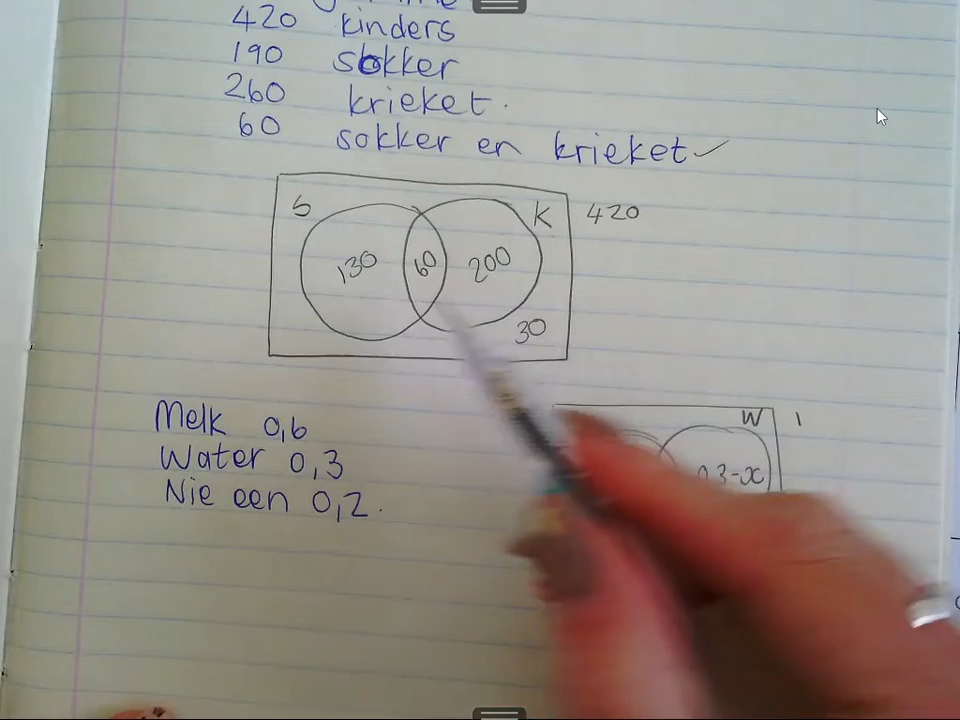 420 kinders
190 sokker
260 krieket.
60 sokker en krieket ✓
S K 420
130 60 200
30
Melk 0,6
Water 0,3
Nie een 0,2.
W 1
0,3-x